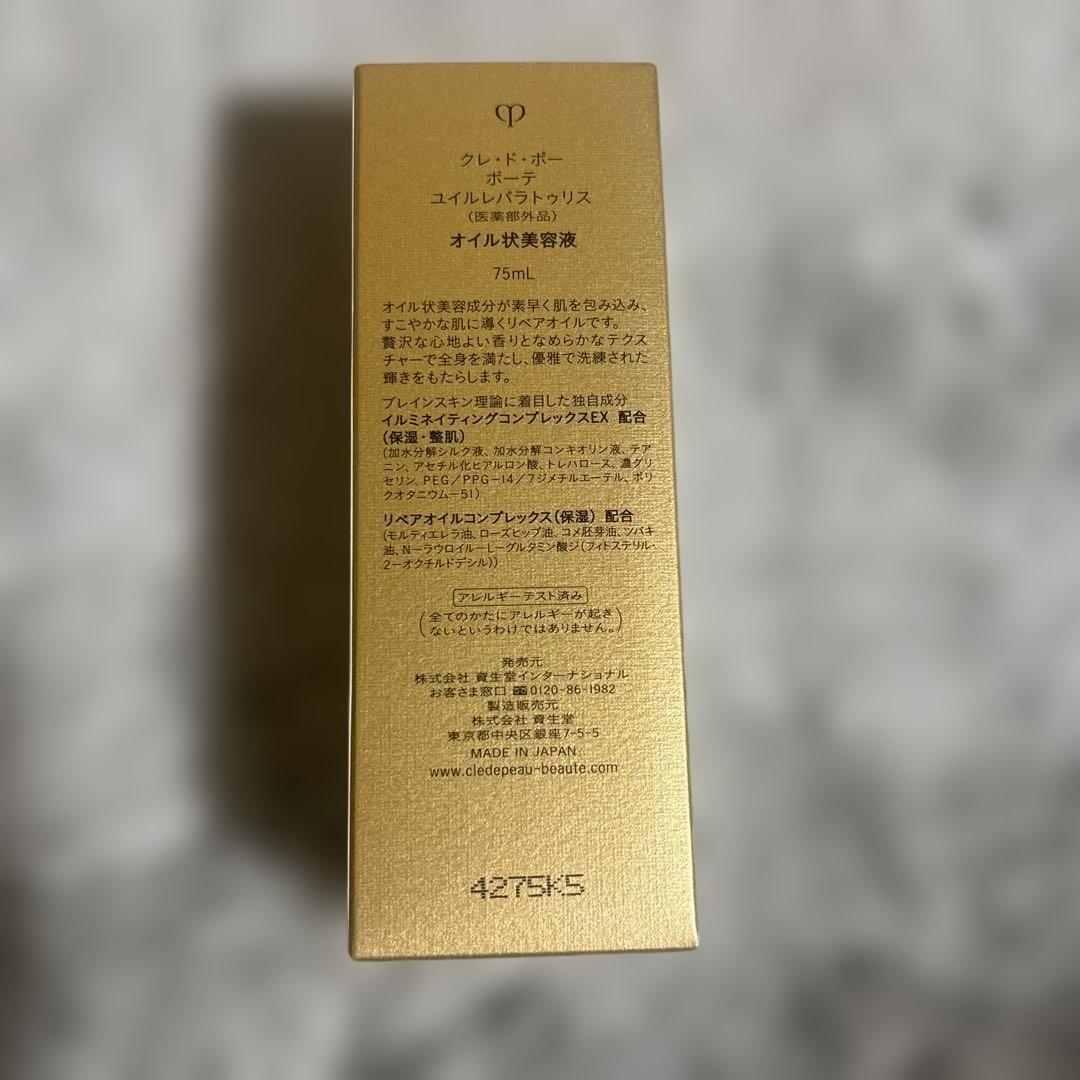 クレ・ド・ポー
ボーテ
ユイルレパラトゥリス
(医薬部外品)
オイル状美容液
75mL
オイル状美容成分が素早く肌を包み込み、
すこやかな肌に導くリペアオイルです。
贅沢な心地よい香りとなめらかなテクス
チャーで全身を満たし、優雅で洗練された
輝きをもたらします。
ブレインスキン理論に着目した独自成分
イルミネイティングコンプレックスEX 配合
(保湿・整肌)
(加水分解シルク液、加水分解コンキオリン液、テア
ニン、アセチル化ヒアルロン酸、トレハロース、濃グリ
セリン、PEG/PPG-14/7ジメチルエーテル、ポリ
クオタニウム-51)
リペアオイルコンプレックス(保湿) 配合
(モルティエレラ油、ローズヒップ油、コメ胚芽油、ツバキ
油、N-ラウロイル-L-グルタミン酸ジ(フィトステリル・
2-オクチルドデシル))
アレルギーテスト済み
(全てのかたにアレルギーが起き
ないというわけではありません。)
発売元
株式会社 資生堂インターナショナル
お客さま窓口 0120-86-1982
製造販売元
株式会社 資生堂
東京都中央区銀座7-5-5
MADE IN JAPAN
www.cledepeau-beaute.com
4275K5